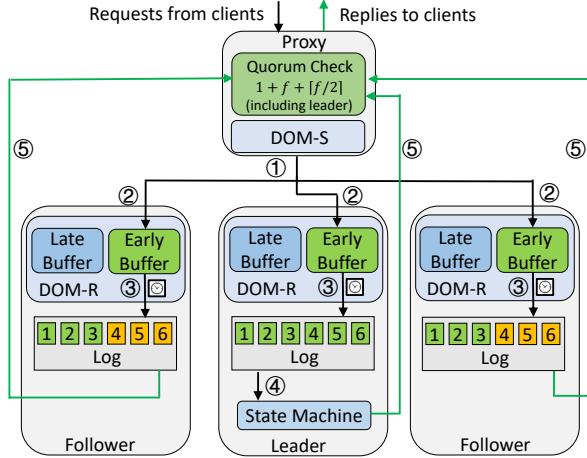 Requests from clients
Replies to clients
Proxy
Quorum Check
1 + f + ⌈f/2⌉
(including leader)
DOM-S
⑤
⑤
⑤
①
②
②
②
Late
Buffer
Early
Buffer
DOM-R
③
1 2 3 4 5 6
Log
Follower
Late
Buffer
Early
Buffer
DOM-R
③
1 2 3 4 5 6
Log
④
State Machine
Leader
Late
Buffer
Early
Buffer
DOM-R
③
1 2 3 4 5 6
Log
Follower